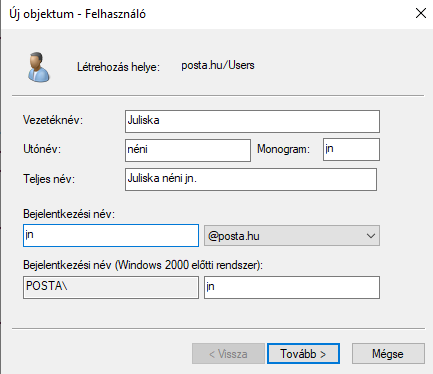 Új objektum - Felhasználó
Létrehozás helye: posta.hu/Users
Vezetéknév: Juliska
Utónév: néni Monogram: jn
Teljes név: Juliska néni jn.
Bejelentkezési név:
jn @posta.hu
Bejelentkezési név (Windows 2000 előtti rendszer):
POSTA\ jn
< Vissza Tovább > Mégse